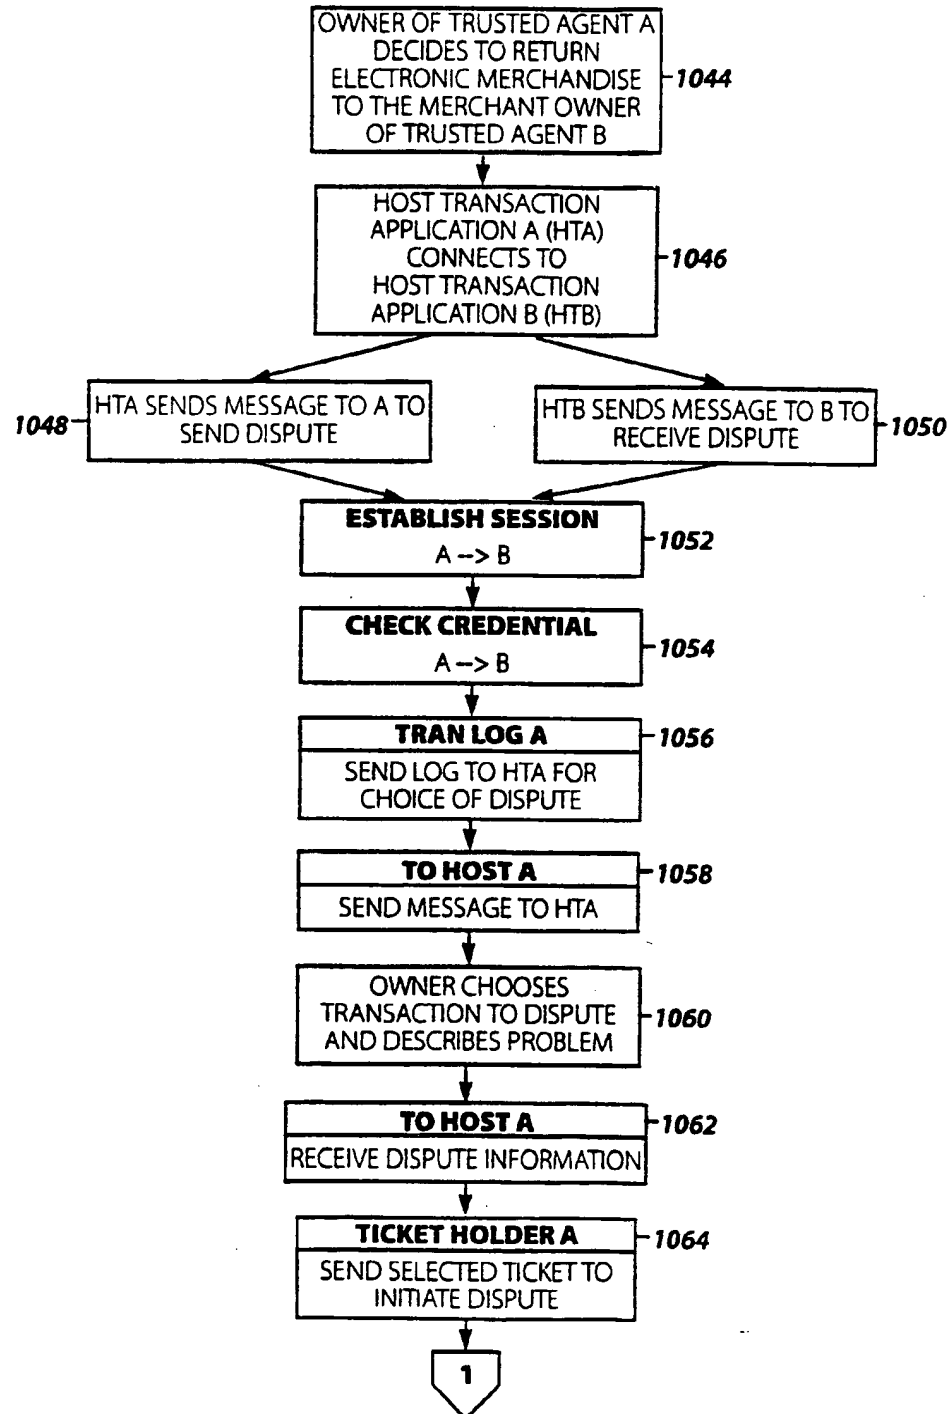 OWNER OF TRUSTED AGENT A
DECIDES TO RETURN
ELECTRONIC MERCHANDISE
TO THE MERCHANT OWNER
OF TRUSTED AGENT B
1044
HOST TRANSACTION
APPLICATION A (HTA)
CONNECTS TO
HOST TRANSACTION
APPLICATION B (HTB)
1046
1048
HTA SENDS MESSAGE TO A TO
SEND DISPUTE
HTB SENDS MESSAGE TO B TO
RECEIVE DISPUTE
1050
ESTABLISH SESSION
A --> B
1052
CHECK CREDENTIAL
A --> B
1054
TRAN LOG A
1056
SEND LOG TO HTA FOR
CHOICE OF DISPUTE
TO HOST A
1058
SEND MESSAGE TO HTA
OWNER CHOOSES
TRANSACTION TO DISPUTE
AND DESCRIBES PROBLEM
1060
TO HOST A
1062
RECEIVE DISPUTE INFORMATION
TICKET HOLDER A
1064
SEND SELECTED TICKET TO
INITIATE DISPUTE
1